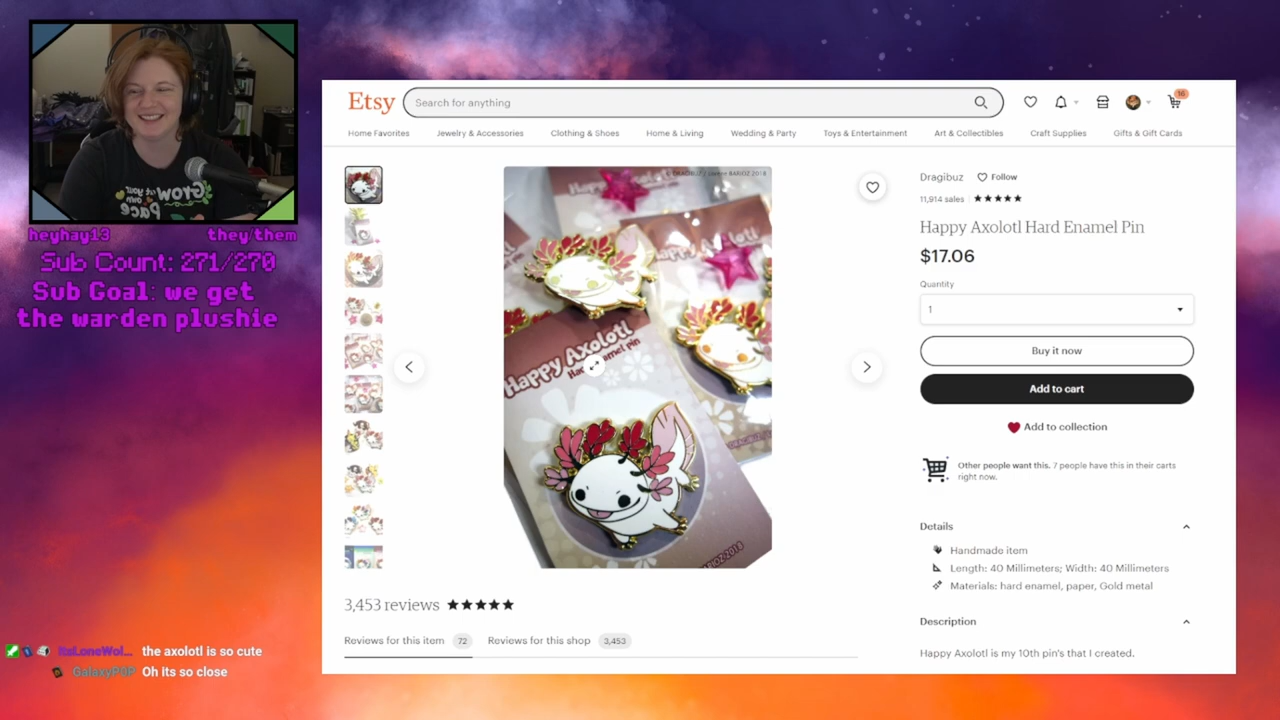 heyhay13
they/them
Sub Count: 271/270
Sub Goal: we get
the warden plushie
Etsy
Search for anything
16
Home Favorites
Jewelry & Accessories
Clothing & Shoes
Home & Living
Wedding & Party
Toys & Entertainment
Art & Collectibles
Craft Supplies
Gifts & Gift Cards
Happy Axolotl
DRAGIBUZ
BARIOZ 2018
Dragibuz
Follow
11,914 sales
Happy Axolotl Hard Enamel Pin
$17.06
Quantity
1
Buy it now
Add to cart
Add to collection
Other people want this. 7 people have this in their carts
right now.
Details
Handmade item
Length: 40 Millimeters; Width: 40 Millimeters
Materials: hard enamel, paper, Gold metal
Description
Happy Axolotl is my 10th pin's that I created.
3,453 reviews
Reviews for this item 72
Reviews for this shop 3,453
ItsLoneWol... the axolotl is so cute
GalaxyP0P Oh its so close